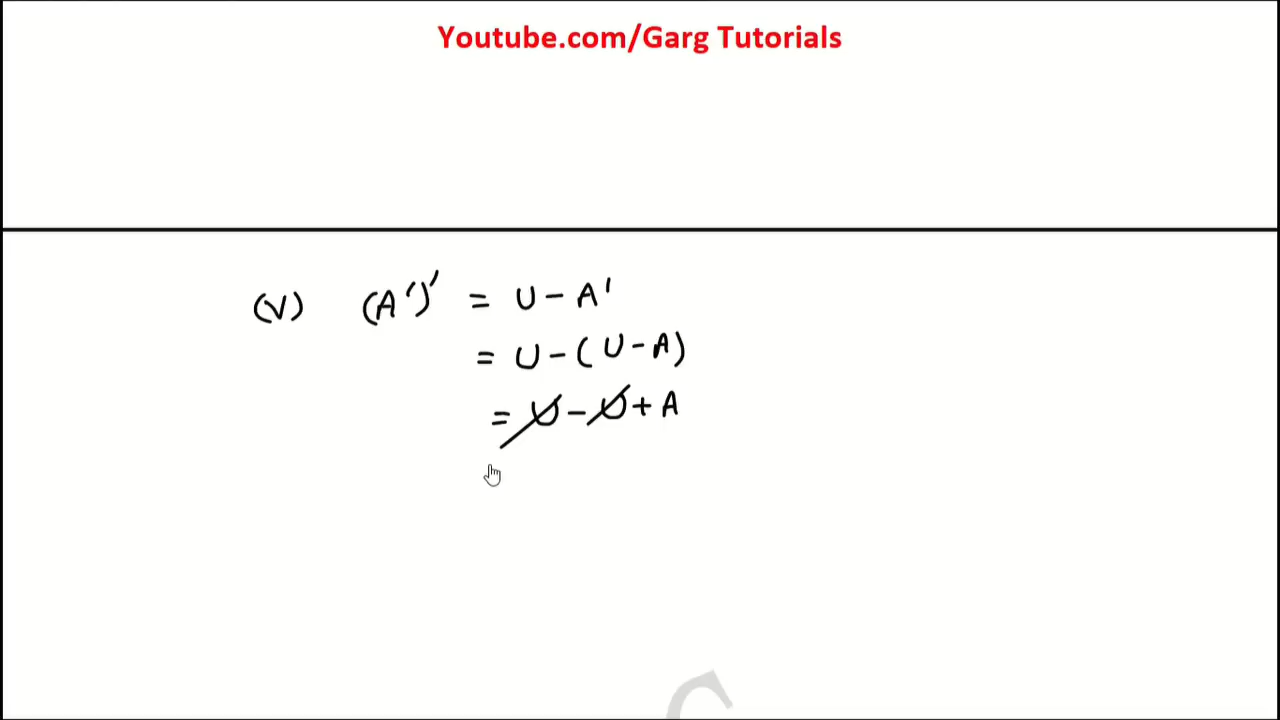 Youtube.com/Garg Tutorials
(V) (A')' = U - A'
= U - (U - A)
= U - U + A
C